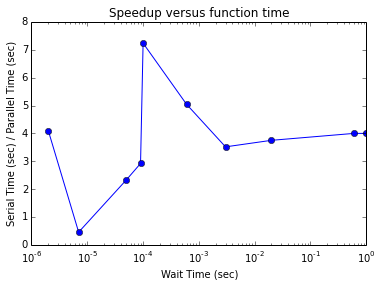 Speedup versus function time
Serial Time (sec) / Parallel Time (sec)
8
7
6
5
4
3
2
1
0
10⁻⁶ 10⁻⁵ 10⁻⁴ 10⁻³ 10⁻² 10⁻¹ 10⁰
Wait Time (sec)